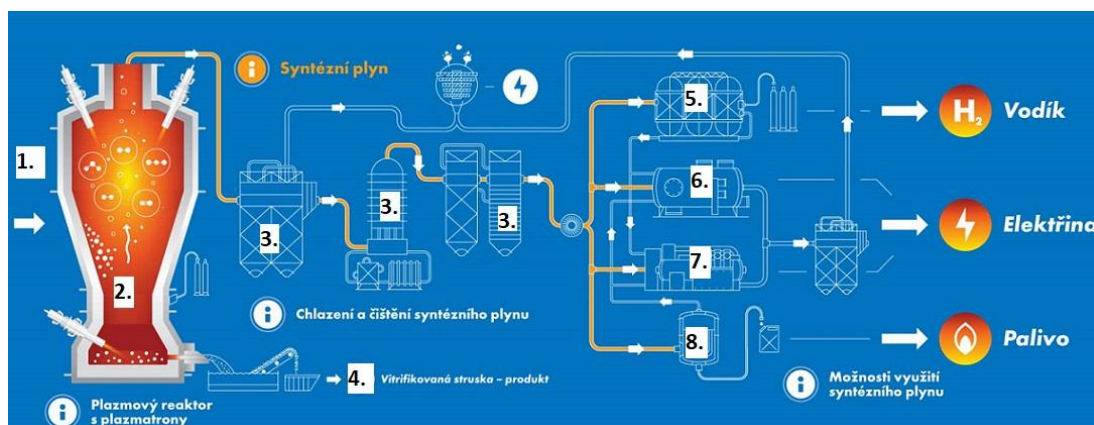 Syntézní plyn
5.
H₂
Vodík
1.
6.
3.
3.
3.
Elektřina
2.
7.
Chlazení a čištění syntézního plynu
8.
Palivo
4.
Vitrifikovaná struska – produkt
Plazmový reaktor
s plazmatrony
Možnosti využití
syntézního plynu